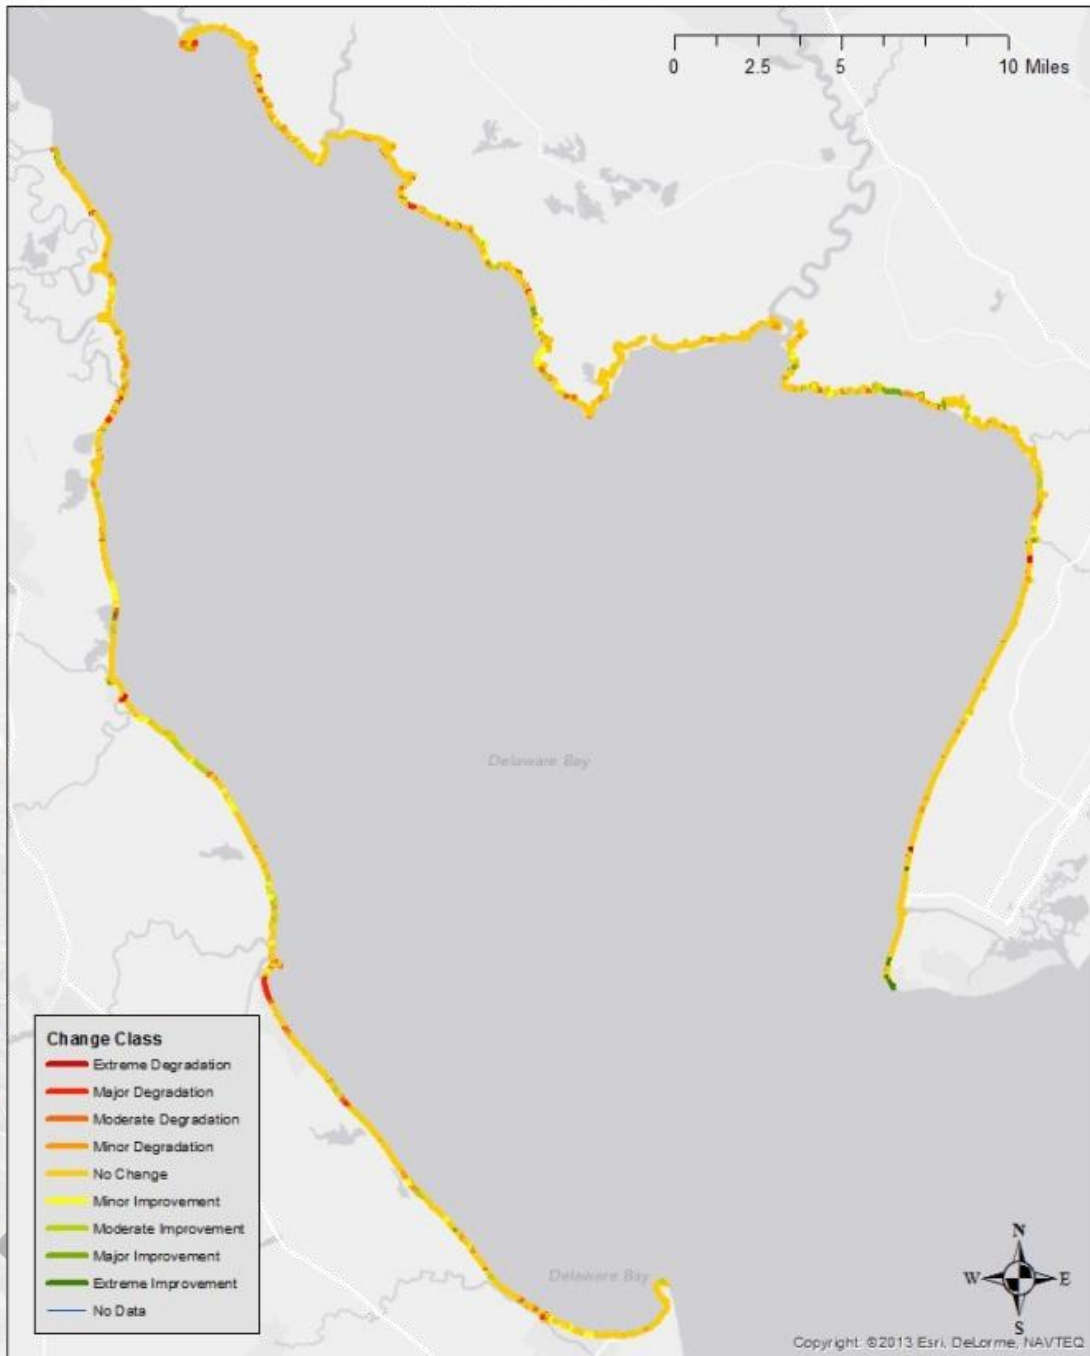 0 2.5 5 10 Miles
Delaware Bay
Change Class
Extreme Degradation
Major Degradation
Moderate Degradation
Minor Degradation
No Change
Minor Improvement
Moderate Improvement
Major Improvement
Extreme Improvement
No Data
Delaware Bay
N
W E
S
Copyright: ©2013 Esri, DeLorme, NAVTEQ